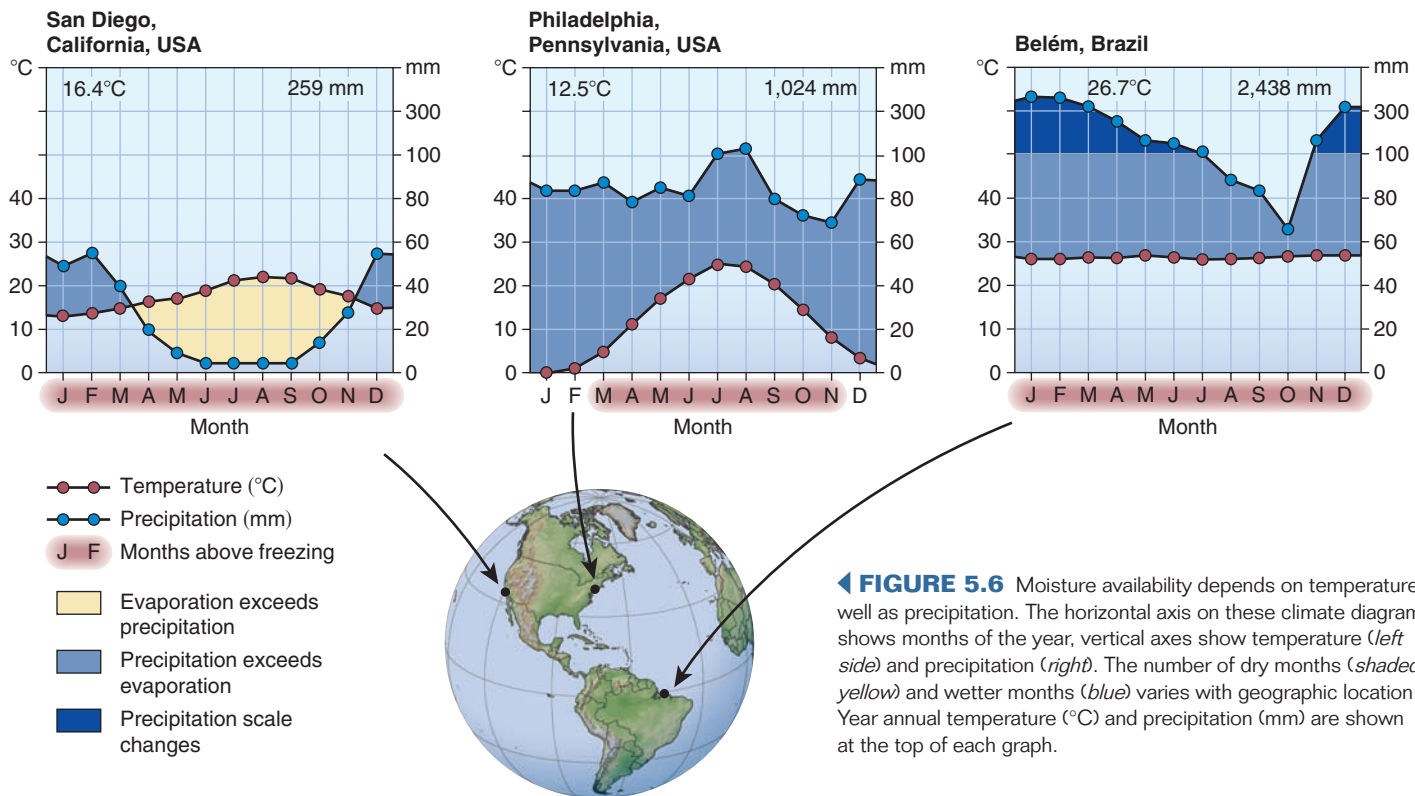 San Diego,
California, USA
°C
mm
16.4°C
259 mm
300
100
40
80
30
60
20
40
10
20
0
0
J F M A M J J A S O N D
Month
Philadelphia,
Pennsylvania, USA
mm
12.5°C
1,024 mm
300
100
40
80
30
60
20
40
10
20
0
0
J F M A M J J A S O N D
Month
Belém, Brazil
°C
mm
26.7°C
2,438 mm
300
100
40
80
30
60
20
40
10
20
0
0
J F M A M J J A S O N D
Month
Temperature (°C)
Precipitation (mm)
J F Months above freezing
Evaporation exceeds
precipitation
Precipitation exceeds
evaporation
Precipitation scale
changes
FIGURE 5.6 Moisture availability depends on temperature
well as precipitation. The horizontal axis on these climate diagram
shows months of the year, vertical axes show temperature (left
side) and precipitation (right). The number of dry months (shaded
yellow) and wetter months (blue) varies with geographic location
Year annual temperature (°C) and precipitation (mm) are shown
at the top of each graph.